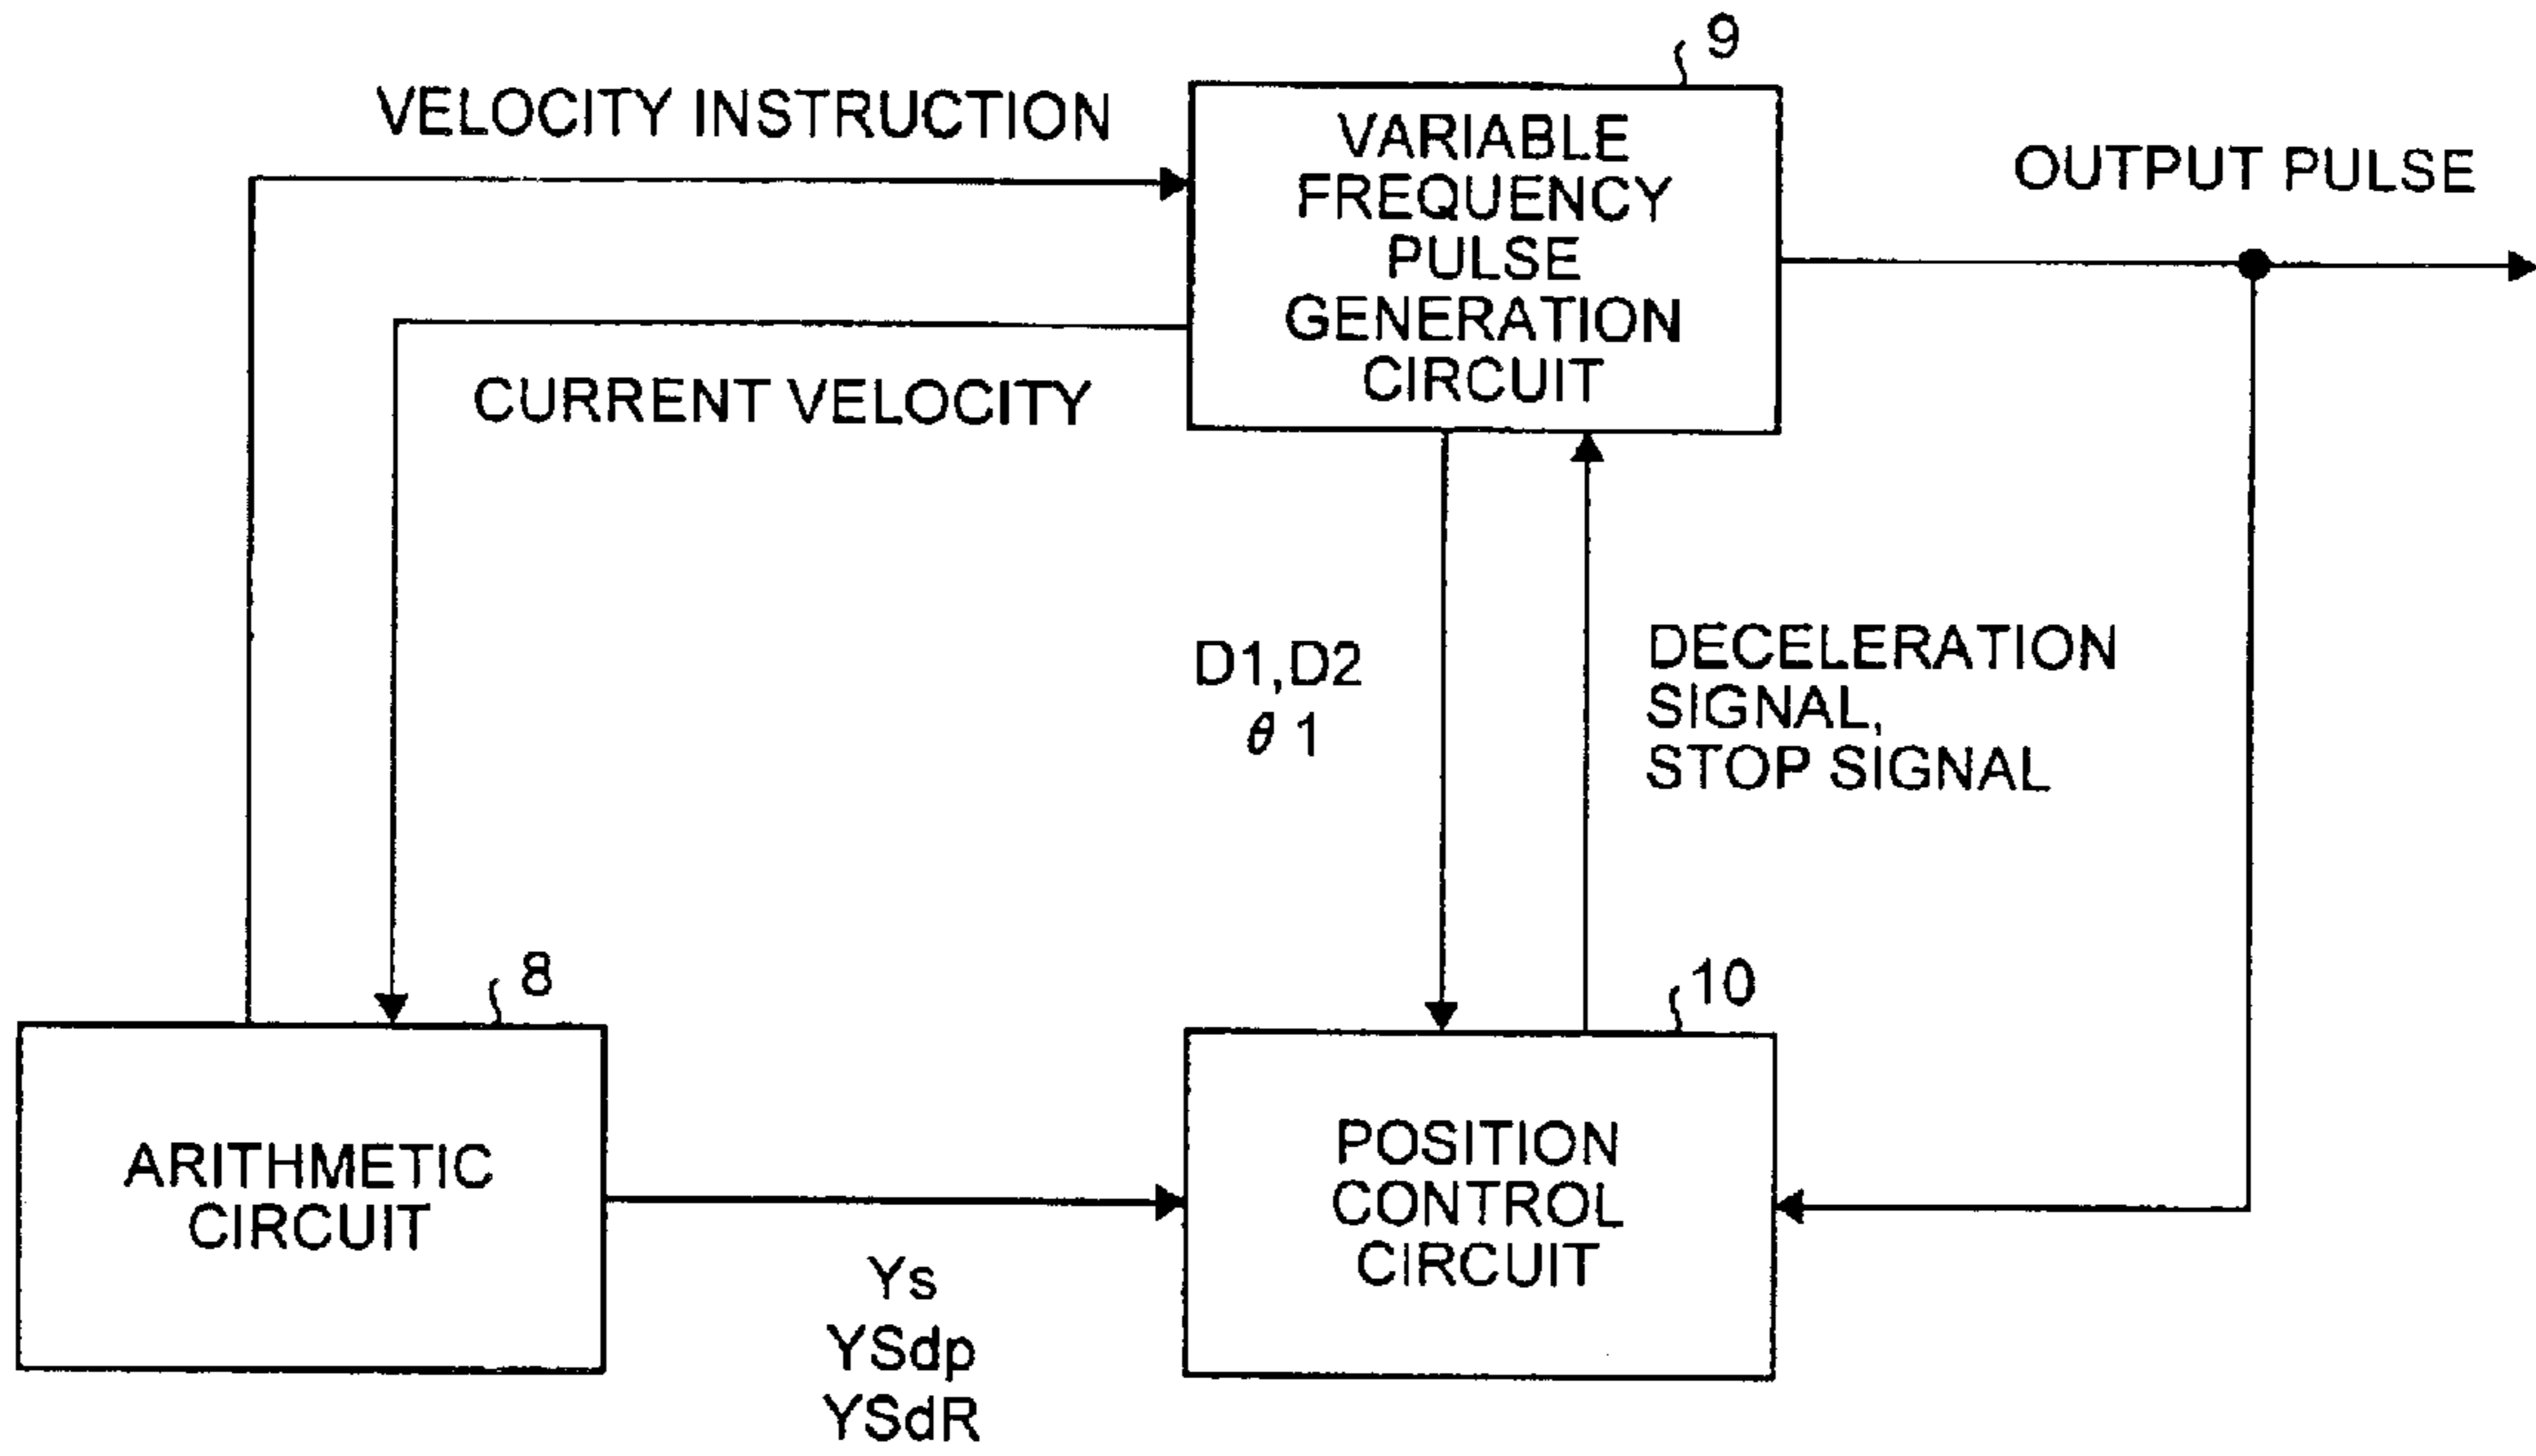 9
VELOCITY INSTRUCTION
VARIABLE
FREQUENCY
PULSE
GENERATION
CIRCUIT
OUTPUT PULSE
CURRENT VELOCITY
D1,D2
θ 1
DECELERATION
SIGNAL,
STOP SIGNAL
8
10
ARITHMETIC
CIRCUIT
POSITION
CONTROL
CIRCUIT
Ys
YSdp
YSdR